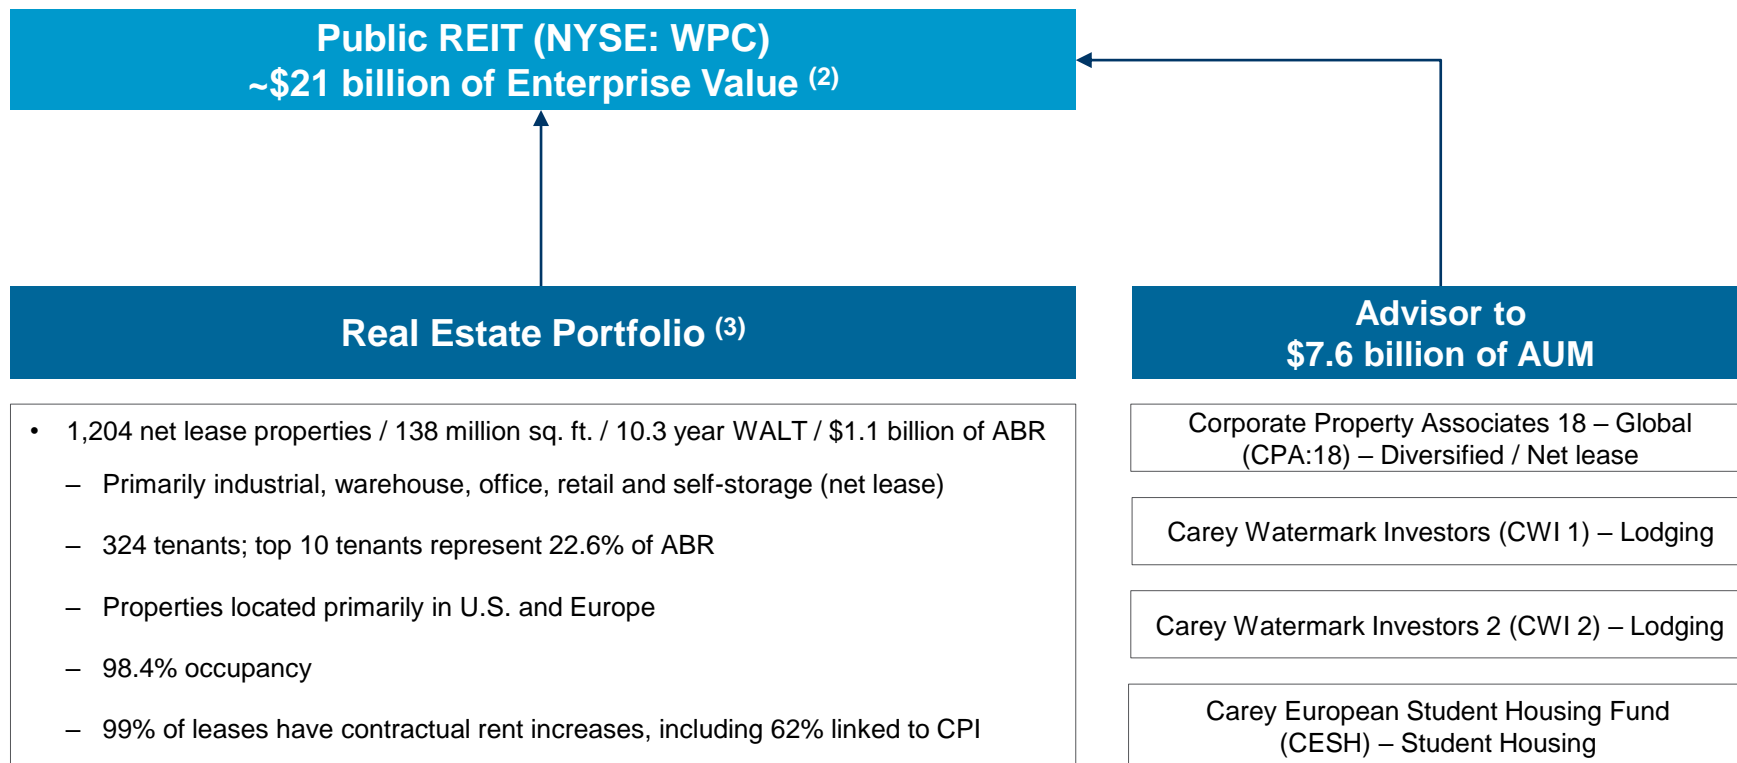 Public REIT (NYSE: WPC)
~$21 billion of Enterprise Value (2)
Real Estate Portfolio (3)
• 1,204 net lease properties / 138 million sq. ft. / 10.3 year WALT / $1.1 billion of ABR
– Primarily industrial, warehouse, office, retail and self-storage (net lease)
– 324 tenants; top 10 tenants represent 22.6% of ABR
– Properties located primarily in U.S. and Europe
– 98.4% occupancy
– 99% of leases have contractual rent increases, including 62% linked to CPI
Advisor to
$7.6 billion of AUM
Corporate Property Associates 18 – Global
(CPA:18) – Diversified / Net lease
Carey Watermark Investors (CWI 1) – Lodging
Carey Watermark Investors 2 (CWI 2) – Lodging
Carey European Student Housing Fund
(CESH) – Student Housing